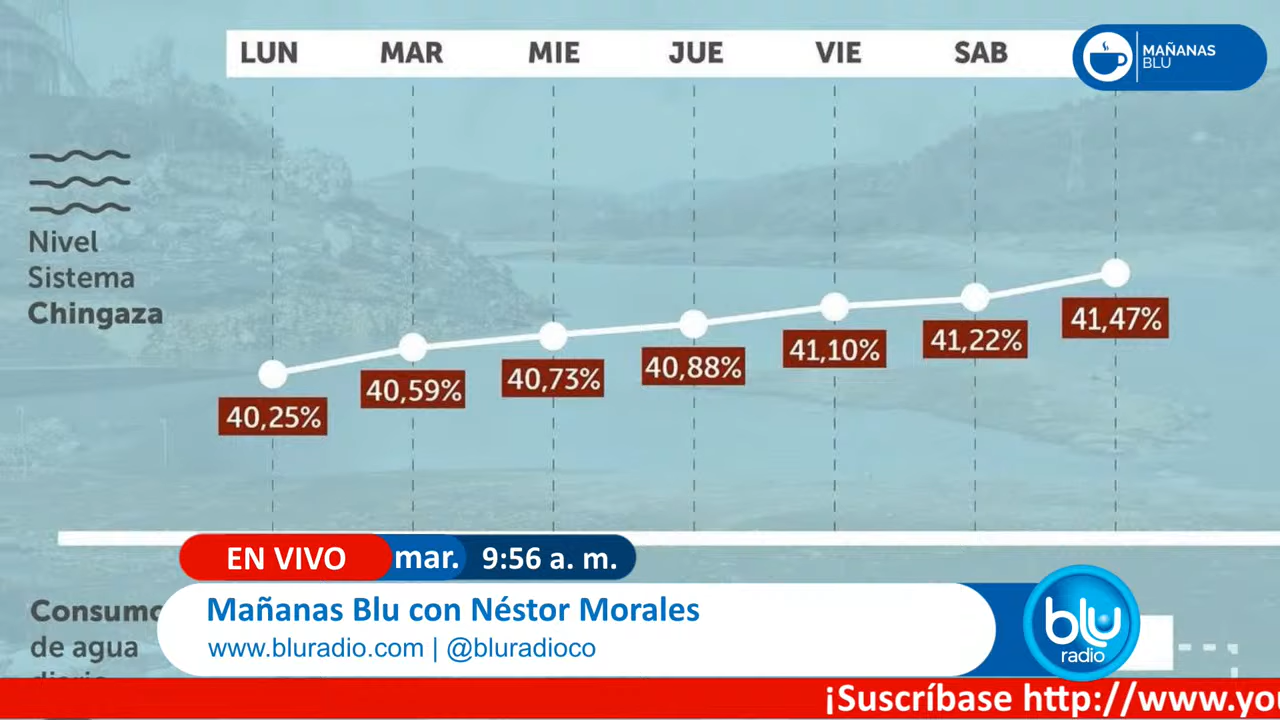 LUN MAR MIE JUE VIE SAB
MAÑANAS
BLU
Nivel
Sistema
Chingaza
40,25%
40,59%
40,73%
40,88%
41,10%
41,22%
41,47%
EN VIVO mar. 9:56 a. m.
Consumo
de agua
Mañanas Blu con Néstor Morales
www.bluradio.com | @bluradioco
blu
radio
¡Suscríbase http://www.yo